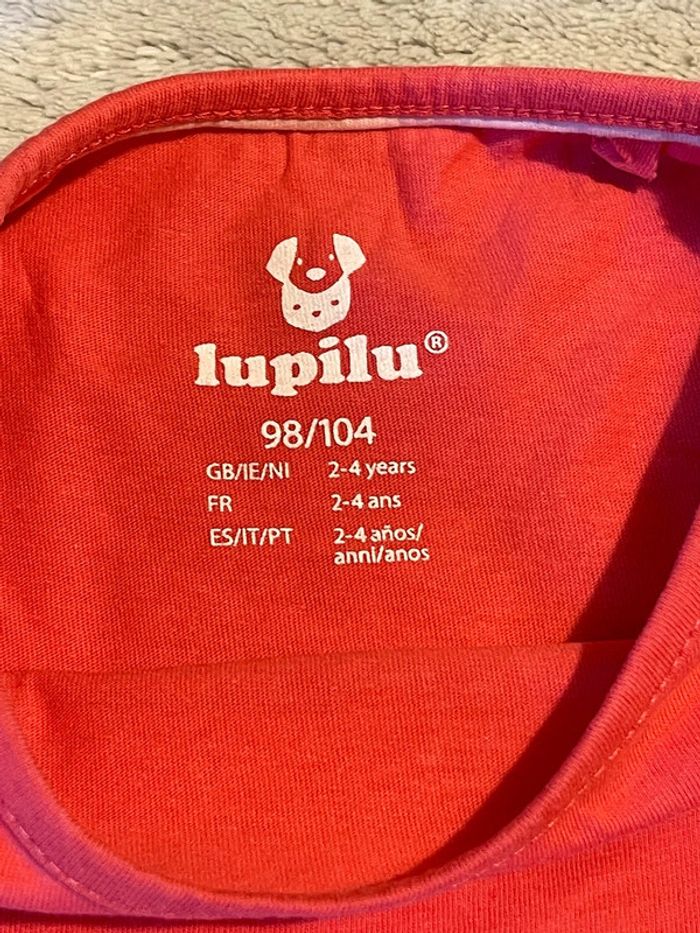 lupilu®
98/104
GB/IE/NI 2-4 years
FR 2-4 ans
ES/IT/PT 2-4 años/
anni/anos